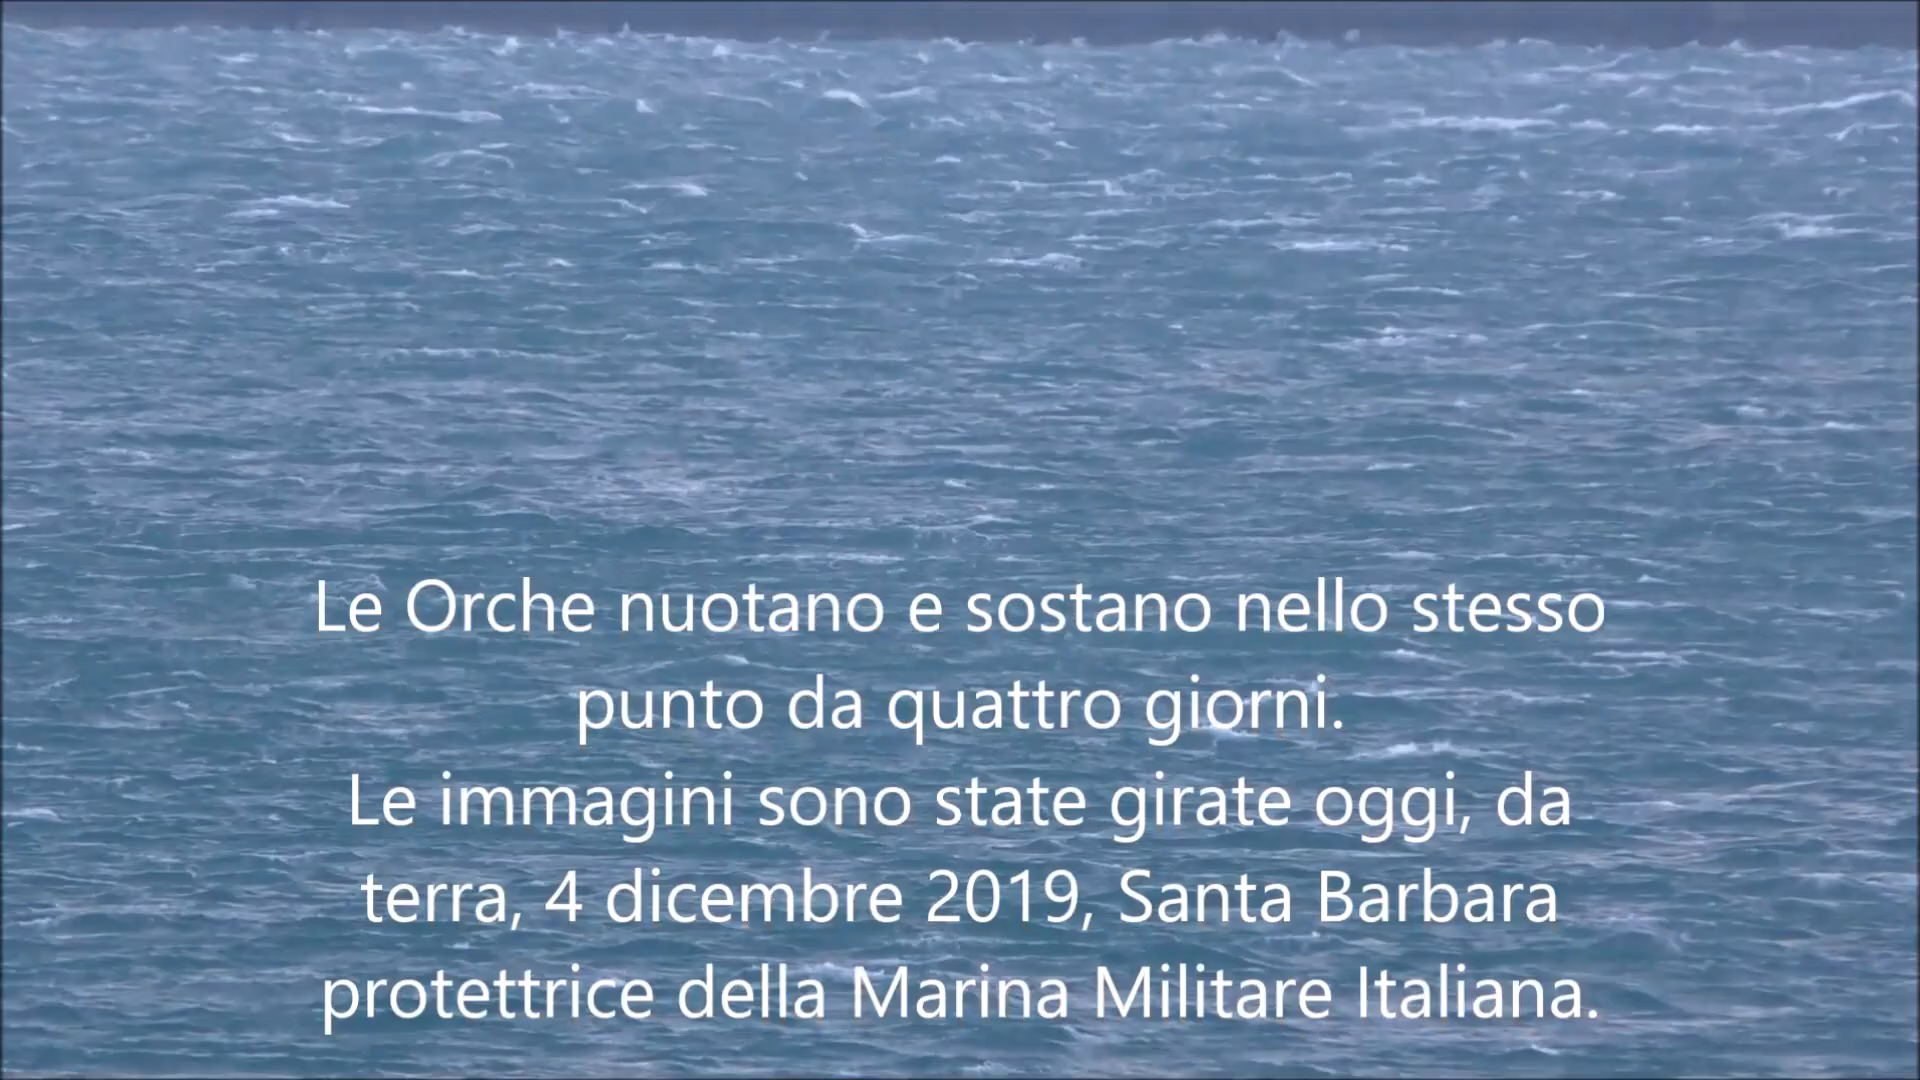 Le Orche nuotano e sostano nello stesso
punto da quattro giorni.
Le immagini sono state girate oggi, da
terra, 4 dicembre 2019, Santa Barbara
protettrice della Marina Militare Italiana.